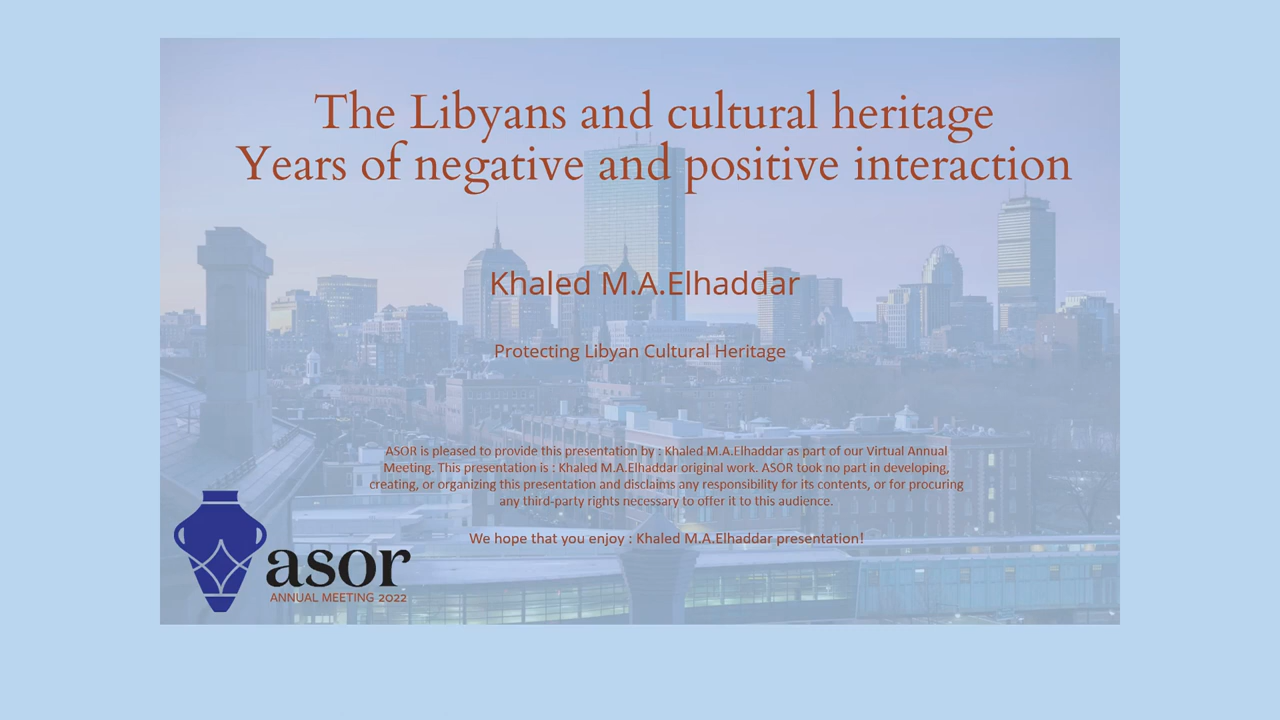 The Libyans and cultural heritage
Years of negative and positive interaction
Khaled M.A.Elhaddar
Protecting Libyan Cultural Heritage
ASOR is pleased to provide this presentation by : Khaled M.A.Elhaddar as part of our Virtual Annual
Meeting. This presentation is : Khaled M.A.Elhaddar original work. ASOR took no part in developing,
creating, or organizing this presentation and disclaims any responsibility for its contents, or for procuring
any third-party rights necessary to offer it to this audience.
We hope that you enjoy : Khaled M.A.Elhaddar presentation!
asor
ANNUAL MEETING 2022